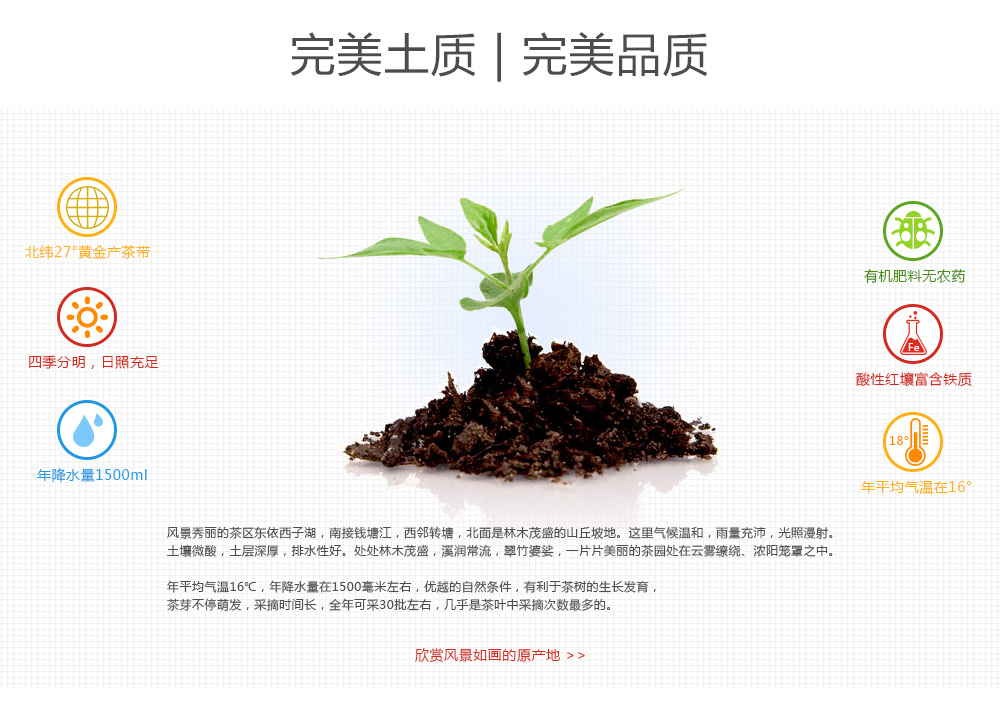 完美土质 | 完美品质
北纬27°黄金产茶带
四季分明，日照充足
年降水量1500ml
有机肥料无农药
Fe
酸性红壤富含铁质
18°
年平均气温在16°
风景秀丽的茶区东依西子湖，南接钱塘江，西邻转塘，北面是林木茂盛的山丘坡地。这里气候温和，雨量充沛，光照漫射。
土壤微酸，土层深厚，排水性好。处处林木茂盛，溪涧常流，翠竹婆娑，一片片美丽的茶园处在云雾缭绕、浓阳笼罩之中。
年平均气温16℃，年降水量在1500毫米左右，优越的自然条件，有利于茶树的生长发育，
茶芽不停萌发，采摘时间长，全年可采30批左右，几乎是茶叶中采摘次数最多的。
欣赏风景如画的原产地 >>